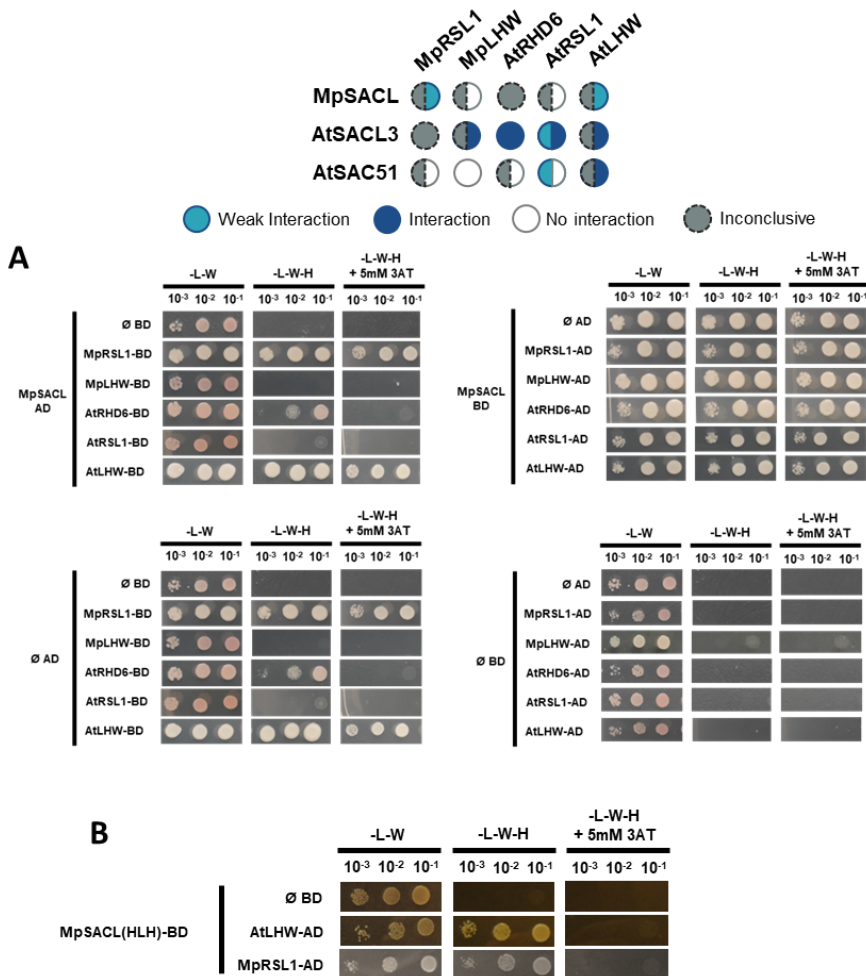 MpRSL1 MpLHW AtRHD6 AtRSL1 AtLHW
MpSACL
AtSACL3
AtSAC51
Weak Interaction Interaction No interaction Inconclusive
A
-L-W -L-W-H -L-W-H
+ 5mM 3AT
10-3 10-2 10-1 10-3 10-2 10-1 10-3 10-2 10-1
MpSACL
AD
Ø BD
MpRSL1-BD
MpLHW-BD
AtRHD6-BD
AtRSL1-BD
AtLHW-BD
-L-W -L-W-H -L-W-H
+ 5mM 3AT
10-3 10-2 10-1 10-3 10-2 10-1 10-3 10-2 10-1
MpSACL
BD
Ø AD
MpRSL1-AD
MpLHW-AD
AtRHD6-AD
AtRSL1-AD
AtLHW-AD
-L-W -L-W-H -L-W-H
+ 5mM 3AT
10-3 10-2 10-1 10-3 10-2 10-1 10-3 10-2 10-1
Ø AD
Ø BD
MpRSL1-BD
MpLHW-BD
AtRHD6-BD
AtRSL1-BD
AtLHW-BD
-L-W -L-W-H -L-W-H
+ 5mM 3AT
10-3 10-2 10-1 10-3 10-2 10-1 10-3 10-2 10-1
Ø BD
Ø AD
MpRSL1-AD
MpLHW-AD
AtRHD6-AD
AtRSL1-AD
AtLHW-AD
B
-L-W -L-W-H -L-W-H
+ 5mM 3AT
10-3 10-2 10-1 10-3 10-2 10-1 10-3 10-2 10-1
MpSACL(HLH)-BD
Ø BD
AtLHW-AD
MpRSL1-AD